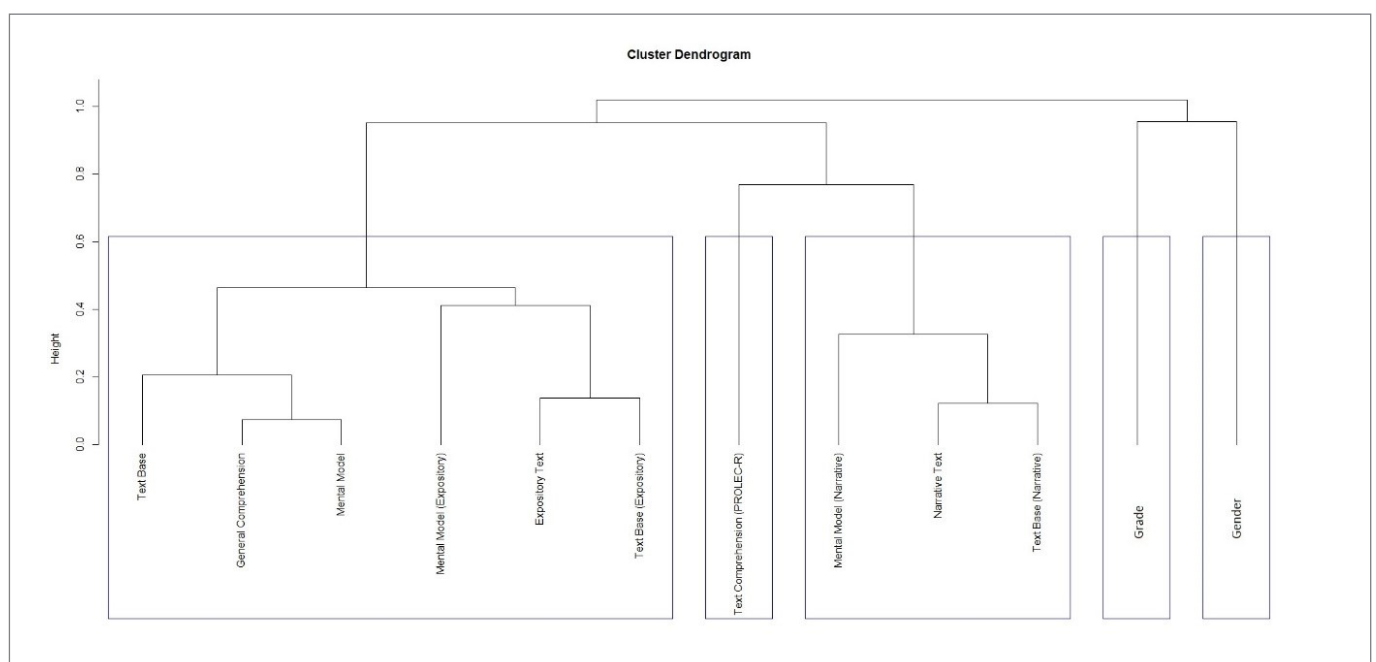 Cluster Dendrogram
Height
1.0
0.8
0.6
0.4
0.2
0.0
Text Base
General Comprehension
Mental Model
Mental Model (Expository)
Expository Text
Text Base (Expository)
Text Comprehension (PROLEC-R)
Mental Model (Narrative)
Narrative Text
Text Base (Narrative)
Grade
Gender